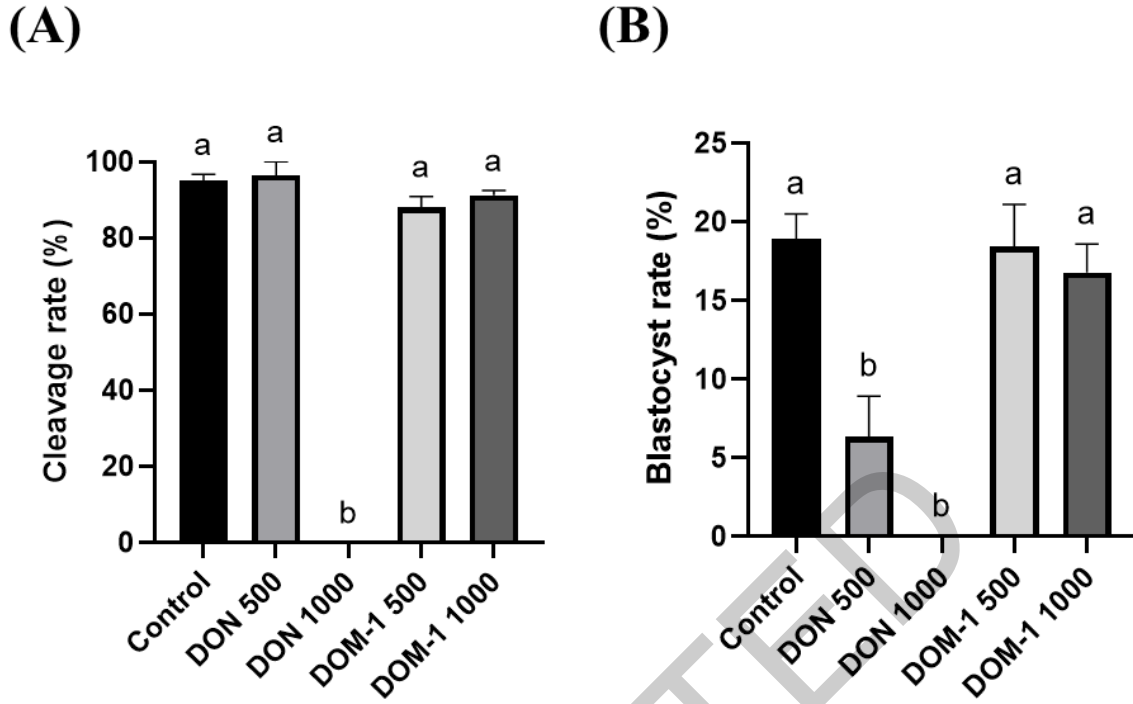 (A)
Cleavage rate (%)
100
80
60
40
20
0
a
a
b
a
a
Control
DON 500
DON 1000
DOM-1 500
DOM-1 1000
(B)
Blastocyst rate (%)
25
20
15
10
5
0
a
b
b
a
a
Control
DON 500
DON 1000
DOM-1 500
DOM-1 1000
TED